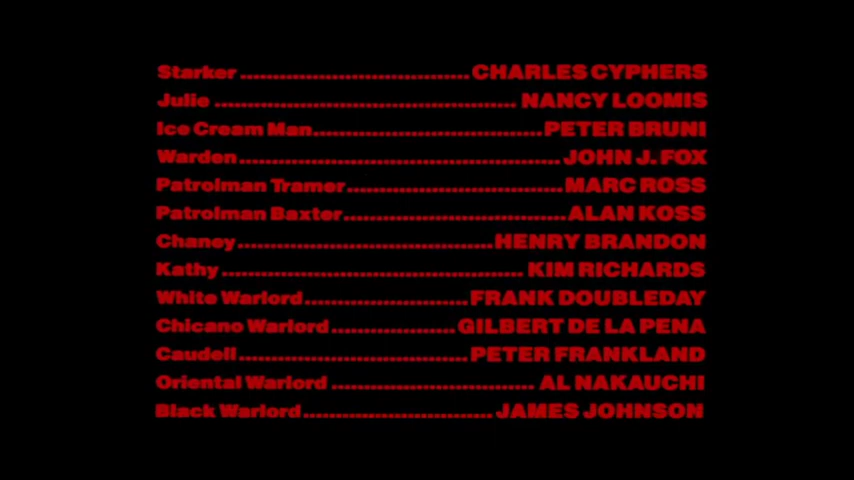 Starker ................................... CHARLES CYPHERS
Julie .............................................. NANCY LOOMIS
Ice Cream Man................................... PETER BRUNI
Warden................................................. JOHN J. FOX
Patrolman Tramer................................. MARC ROSS
Patrolman Baxter.................................. ALAN KOSS
Chaney....................................... HENRY BRANDON
Kathy .............................................. KIM RICHARDS
White Warlord......................... FRANK DOUBLEDAY
Chicano Warlord................... GILBERT DE LA PENA
Caudell................................... PETER FRANKLAND
Oriental Warlord ............................... AL NAKAUCHI
Black Warlord............................. JAMES JOHNSON